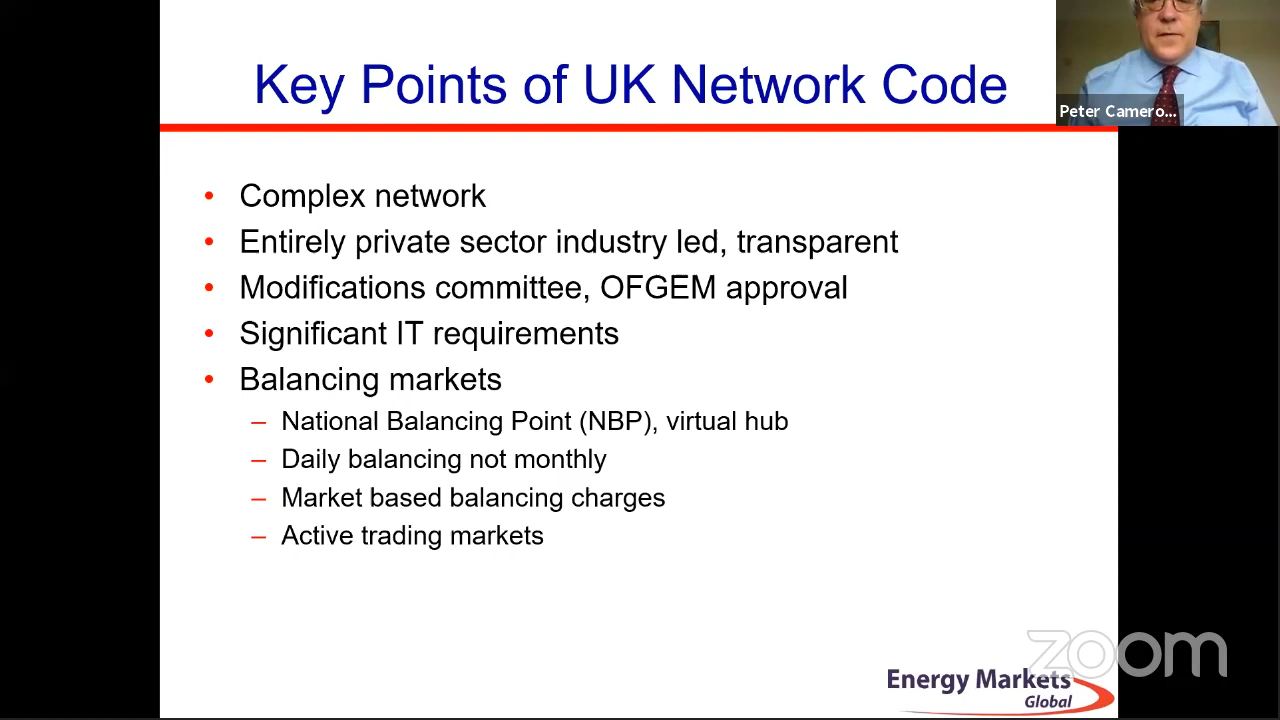 Key Points of UK Network Code
Peter Camero...
• Complex network
• Entirely private sector industry led, transparent
• Modifications committee, OFGEM approval
• Significant IT requirements
• Balancing markets
– National Balancing Point (NBP), virtual hub
– Daily balancing not monthly
– Market based balancing charges
– Active trading markets
zoom
Energy Markets
Global